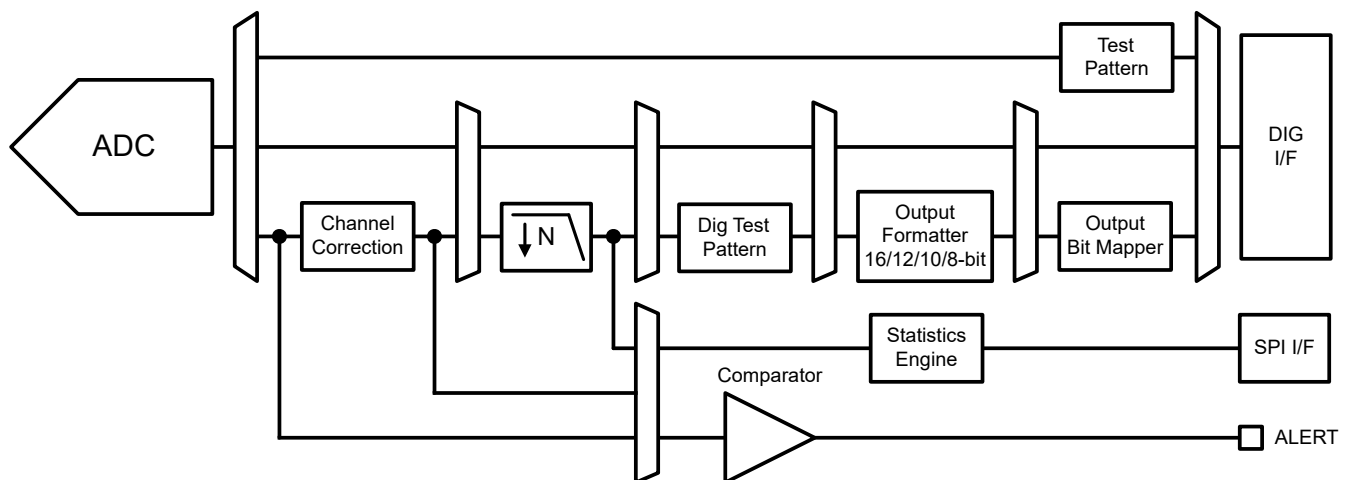 Test
Pattern
ADC
DIG
I/F
Channel
Correction
N
Dig Test
Pattern
Output
Formatter
16/12/10/8-bit
Output
Bit Mapper
Statistics
Engine
SPI I/F
Comparator
ALERT